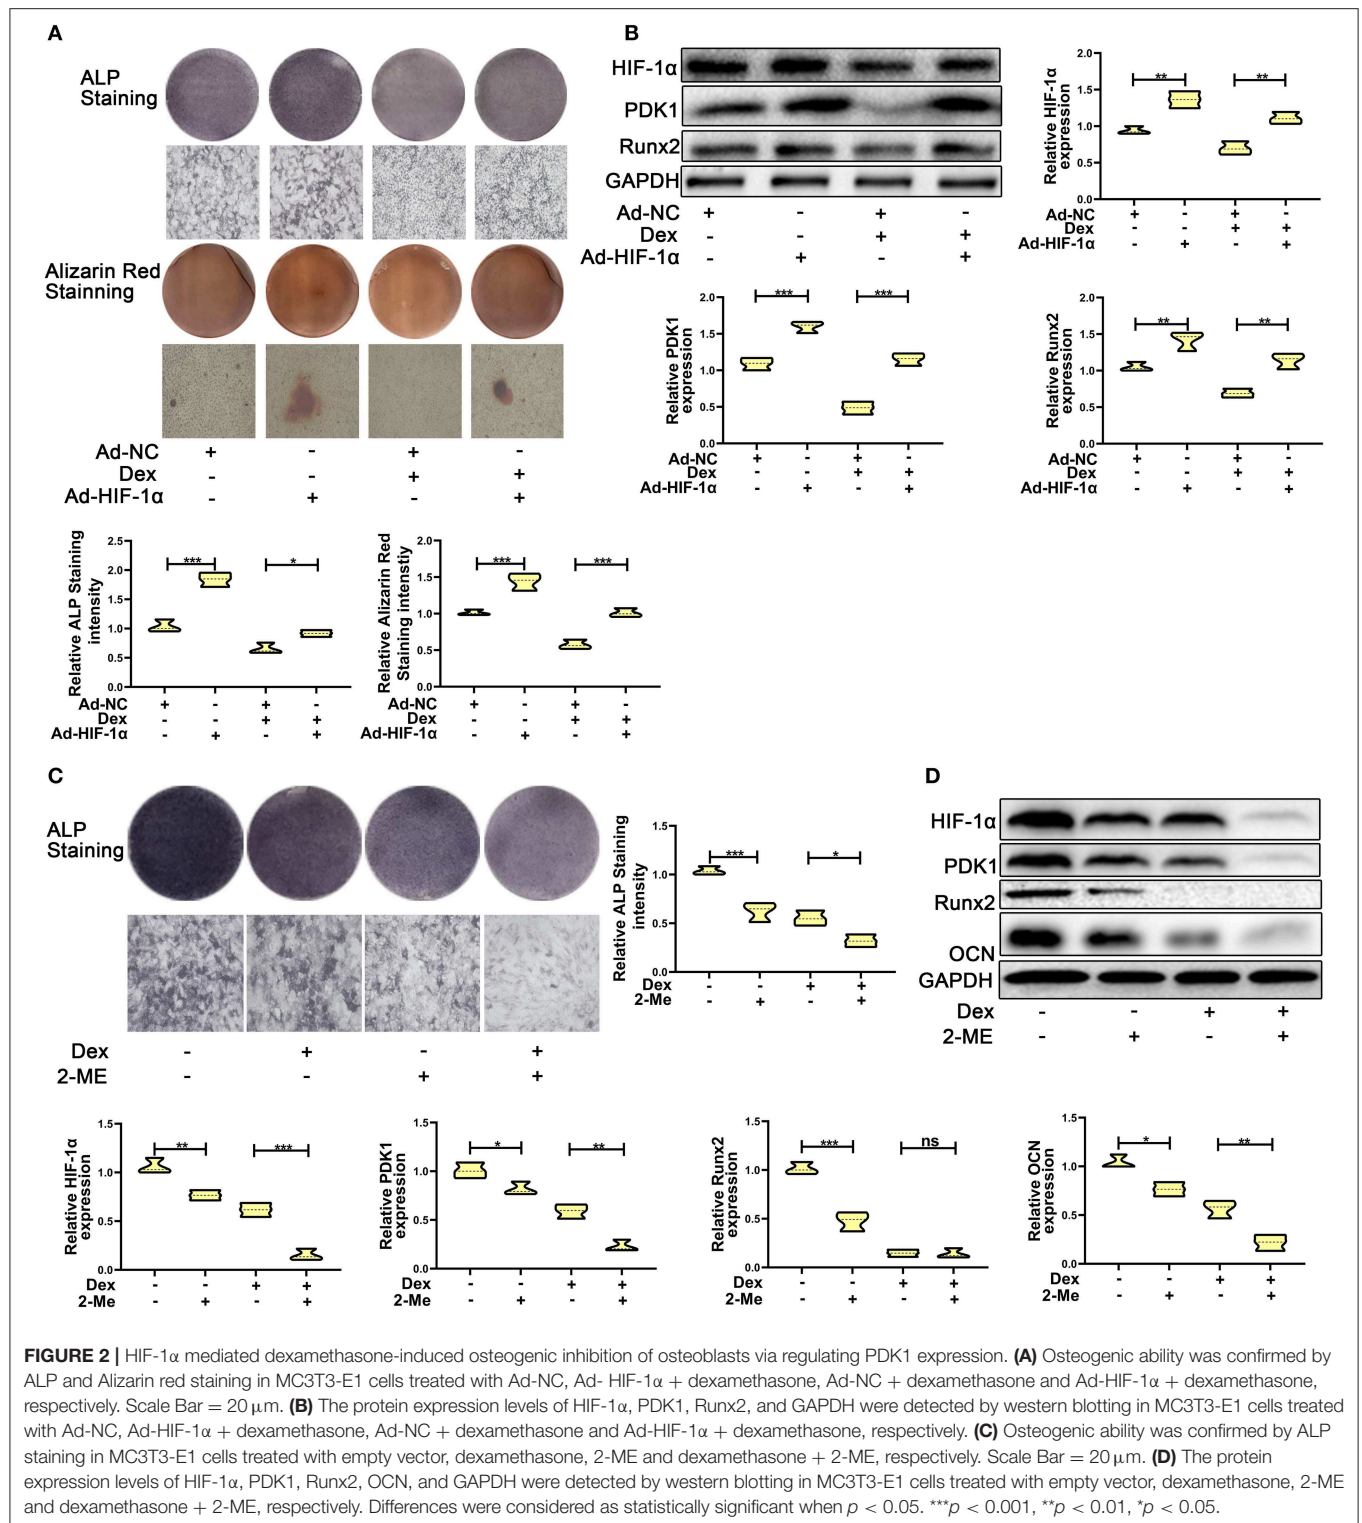 A
ALP
Staining
Alizarin Red
Stainning
Ad-NC + - + -
Dex - - + +
Ad-HIF-1α - + - +
Relative ALP Staining
intensity
2.5
2.0
1.5
1.0
0.5
0.0
*** *
Ad-NC + - + -
Dex - - + +
Ad-HIF-1α - + - +
Relative Alizarin Red
Staining intenstiy
2.0
1.5
1.0
0.5
0.0
*** ***
Ad-NC + - + -
Dex - - + +
Ad-HIF-1α - + - +
B
HIF-1α
PDK1
Runx2
GAPDH
Ad-NC + - + -
Dex - - + +
Ad-HIF-1α - + - +
Relative HIF-1α
expression
2.0
1.5
1.0
0.5
0.0
** **
Ad-NC + - + -
Dex - - + +
Ad-HIF-1α - + - +
Relative PDK1
expression
2.0
1.5
1.0
0.5
0.0
*** ***
Ad-NC + - + -
Dex - - + +
Ad-HIF-1α - + - +
Relative Runx2
expression
2.0
1.5
1.0
0.5
0.0
** **
Ad-NC + - + -
Dex - - + +
Ad-HIF-1α - + - +
C
ALP
Staining
Dex - + - +
2-ME - - + +
Relative ALP Staining
intensity
1.5
1.0
0.5
0.0
*** *
Dex - - + +
2-Me - + - +
D
HIF-1α
PDK1
Runx2
OCN
GAPDH
Dex - - + +
2-ME - + - +
Relative HIF-1α
expression
1.5
1.0
0.5
0.0
** ***
Dex - - + +
2-Me - + - +
Relative PDK1
expression
1.5
1.0
0.5
0.0
* **
Dex - - + +
2-Me - + - +
Relative Runx2
expression
1.5
1.0
0.5
0.0
*** ns
Dex - - + +
2-Me - + - +
Relative OCN
expression
1.5
1.0
0.5
0.0
* **
Dex - - + +
2-Me - + - +
FIGURE 2 | HIF-1α mediated dexamethasone-induced osteogenic inhibition of osteoblasts via regulating PDK1 expression. (A) Osteogenic ability was confirmed by
ALP and Alizarin red staining in MC3T3-E1 cells treated with Ad-NC, Ad- HIF-1α + dexamethasone, Ad-NC + dexamethasone and Ad-HIF-1α + dexamethasone,
respectively. Scale Bar = 20 μm. (B) The protein expression levels of HIF-1α, PDK1, Runx2, and GAPDH were detected by western blotting in MC3T3-E1 cells treated
with Ad-NC, Ad-HIF-1α + dexamethasone, Ad-NC + dexamethasone and Ad-HIF-1α + dexamethasone, respectively. (C) Osteogenic ability was confirmed by ALP
staining in MC3T3-E1 cells treated with empty vector, dexamethasone, 2-ME and dexamethasone + 2-ME, respectively. Scale Bar = 20 μm. (D) The protein
expression levels of HIF-1α, PDK1, Runx2, OCN, and GAPDH were detected by western blotting in MC3T3-E1 cells treated with empty vector, dexamethasone, 2-ME
and dexamethasone + 2-ME, respectively. Differences were considered as statistically significant when p < 0.05. ***p < 0.001, **p < 0.01, *p < 0.05.